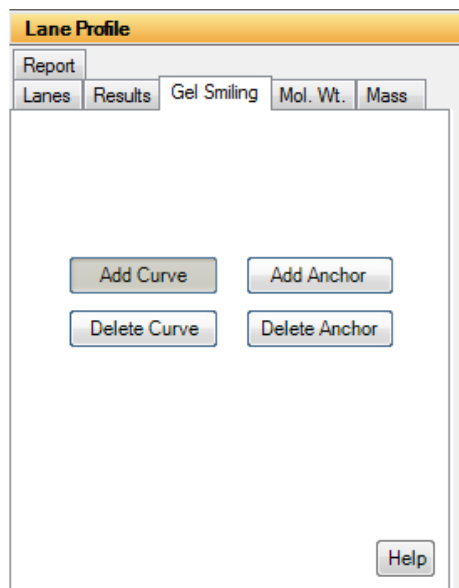 Lane Profile
Report
Lanes Results Gel Smiling Mol. Wt. Mass
Add Curve Add Anchor
Delete Curve Delete Anchor
Help